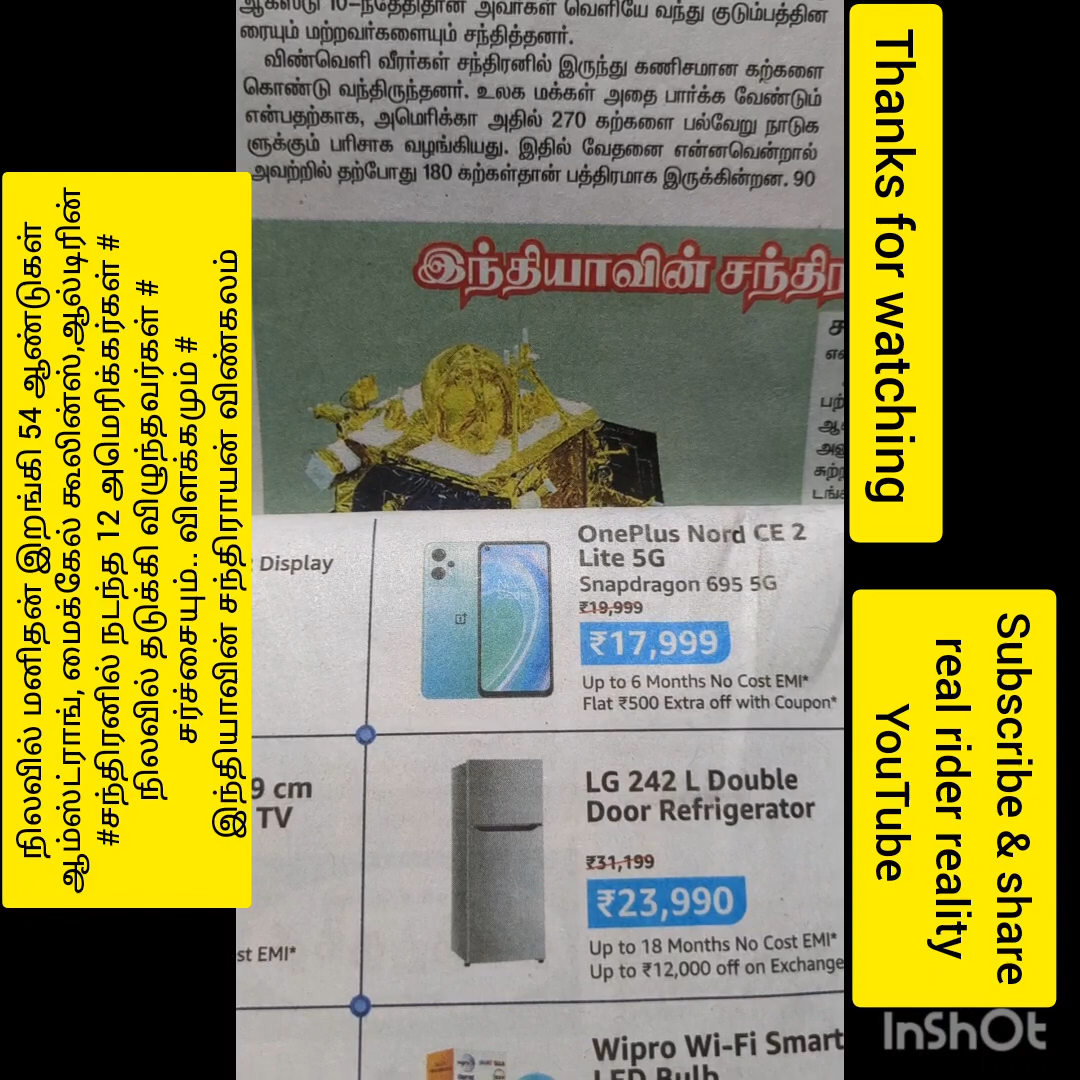 ஆகஸ்டு 10-ந்தேதிதான் அவர்கள் வெளியே வந்து குடும்பத்தின
ரையும் மற்றவர்களையும் சந்தித்தனர்.
விண்வெளி வீரர்கள் சந்திரனில் இருந்து கணிசமான கற்களை
கொண்டு வந்திருந்தனர். உலக மக்கள் அதை பார்க்க வேண்டும்
என்பதற்காக, அமெரிக்கா அதில் 270 கற்களை பல்வேறு நாடுக
ளுக்கும் பரிசாக வழங்கியது. இதில் வேதனை என்னவென்றால்
அவற்றில் தற்போது 180 கற்கள்தான் பத்திரமாக இருக்கின்றன. 90
இந்தியாவின் சந்திர
நிலவில் மனிதன் இறங்கி 54 ஆண்டுகள்
ஆம்ஸ்ட்ராங், மைக்கேல் கூலின்ஸ்,ஆல்டிரின்
#சந்திரனில் நடந்த 12 அமெரிக்கர்கள் #
நிலவில் தடுக்கி விழுந்தவர்கள் #
சர்ச்சையும்.. விளக்கமும் #
இந்தியாவின் சந்திராயன் விண்கலம்
Display
OnePlus Nord CE 2
Lite 5G
Snapdragon 695 5G
₹19,999
₹17,999
Up to 6 Months No Cost EMI*
Flat ₹500 Extra off with Coupon*
9 cm
TV
st EMI*
LG 242 L Double
Door Refrigerator
₹31,199
₹23,990
Up to 18 Months No Cost EMI*
Up to ₹12,000 off on Exchange
Wipro Wi-Fi Smart
LED Bulb
Thanks for watching
Subscribe & share
real rider reality
YouTube
InShOt